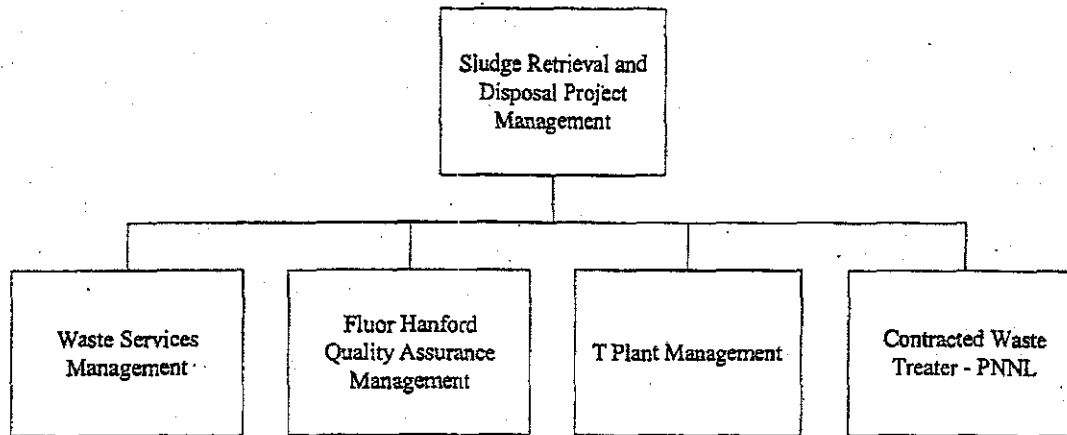 Sludge Retrieval and
Disposal Project
Management
Waste Services
Management
Fluor Hanford
Quality Assurance
Management
T Plant Management
Contracted Waste
Treater - PNNL